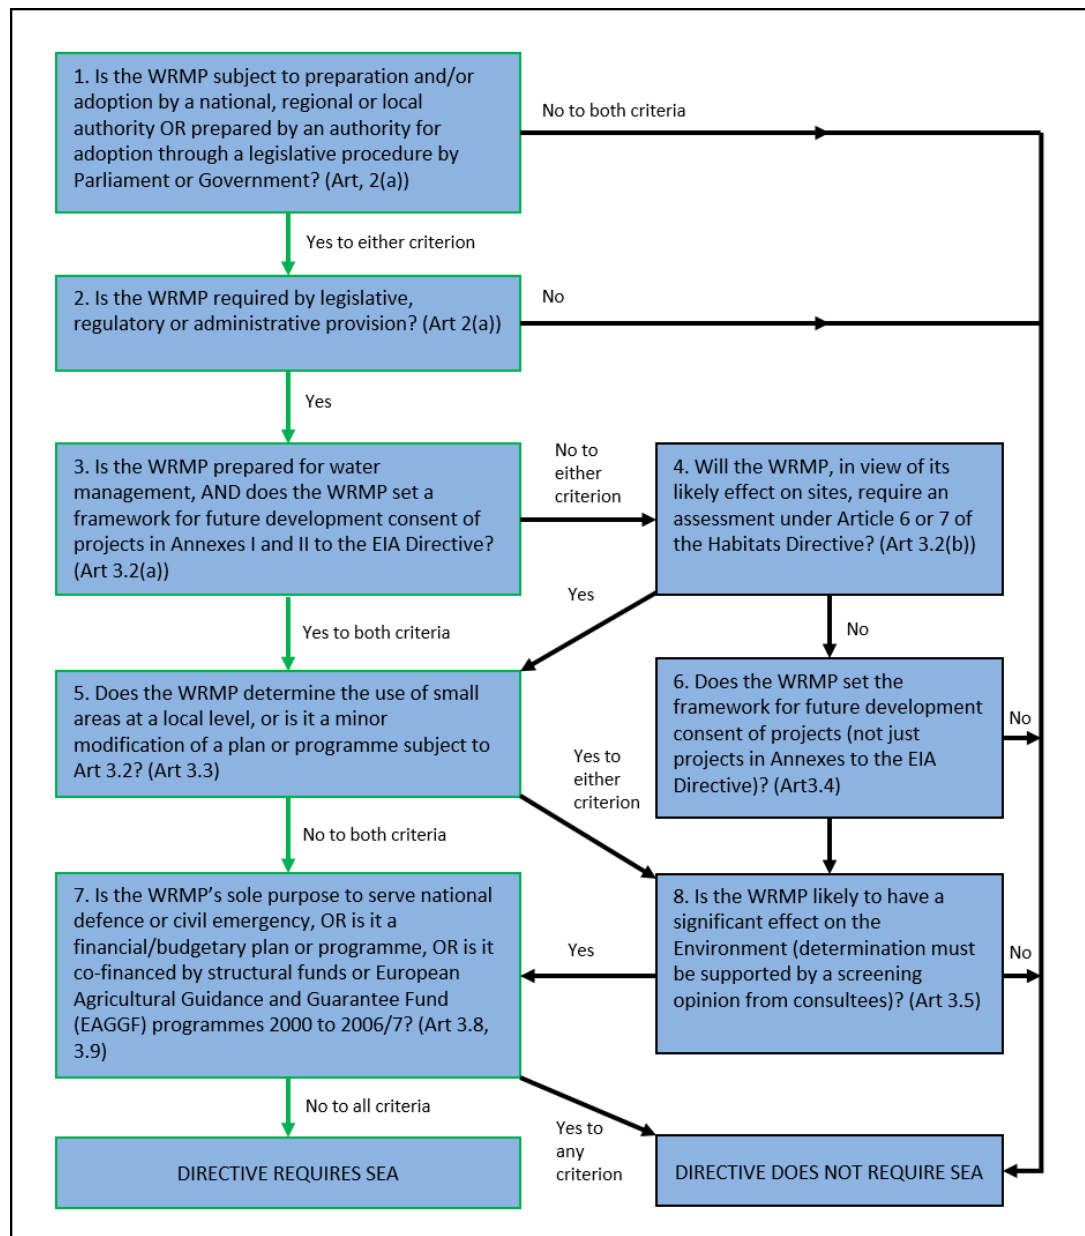 1. Is the WRMP subject to preparation and/or
adoption by a national, regional or local
authority OR prepared by an authority for
adoption through a legislative procedure by
Parliament or Government? (Art, 2(a))
No to both criteria
Yes to either criterion
2. Is the WRMP required by legislative,
regulatory or administrative provision? (Art 2(a))
No
Yes
3. Is the WRMP prepared for water
management, AND does the WRMP set a
framework for future development consent of
projects in Annexes I and II to the EIA Directive?
(Art 3.2(a))
No to
either
criterion
4. Will the WRMP, in view of its
likely effect on sites, require an
assessment under Article 6 or 7 of
the Habitats Directive? (Art 3.2(b))
Yes
Yes to both criteria
No
5. Does the WRMP determine the use of small
areas at a local level, or is it a minor
modification of a plan or programme subject to
Art 3.2? (Art 3.3)
6. Does the WRMP set the
framework for future development
consent of projects (not just
projects in Annexes to the EIA
Directive)? (Art3.4)
No
Yes to
either
criterion
No to both criteria
7. Is the WRMP's sole purpose to serve national
defence or civil emergency, OR is it a
financial/budgetary plan or programme, OR is it
co-financed by structural funds or European
Agricultural Guidance and Guarantee Fund
(EAGGF) programmes 2000 to 2006/7? (Art 3.8,
3.9)
Yes
8. Is the WRMP likely to have a
significant effect on the
Environment (determination must
be supported by a screening
opinion from consultees)? (Art 3.5)
No
No to all criteria
Yes to
any
criterion
DIRECTIVE REQUIRES SEA
DIRECTIVE DOES NOT REQUIRE SEA